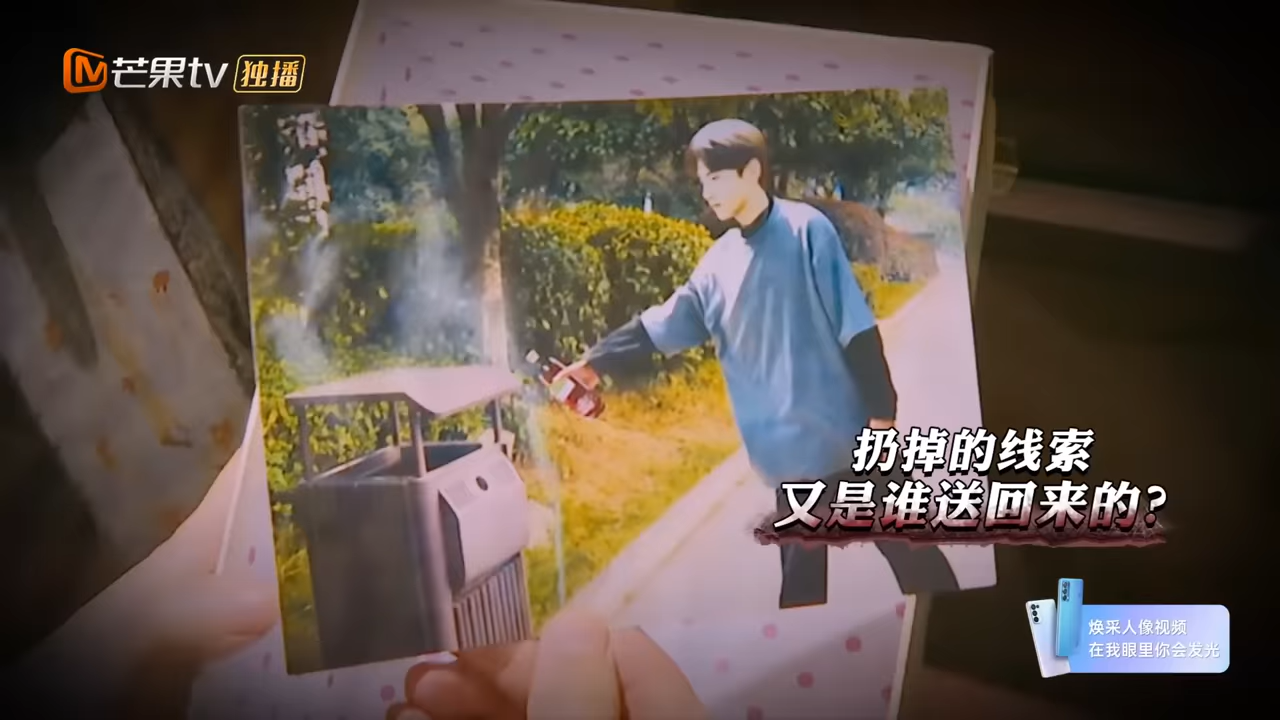 芒果tv 独播
扔掉的线索
又是谁送回来的?
焕采人像视频
在我眼里你会发光